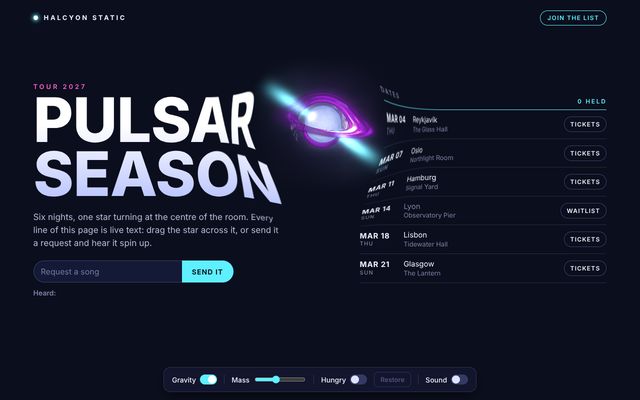 HALCYON STATIC
JOIN THE LIST
TOUR 2027
PULSAR
SEASON
Six nights, one star turning at the centre of the room. Every
line of this page is live text: drag the star across it, or send it
a request and hear it spin up.
Request a song
SEND IT
Heard:
DATES
0 HELD
MAR 04
THU
Reykjavik
The Glass Hall
TICKETS
MAR 07
SUN
Oslo
Northlight Room
TICKETS
MAR 11
THU
Hamburg
Signal Yard
TICKETS
MAR 14
SUN
Lyon
Observatory Pier
WAITLIST
MAR 18
THU
Lisbon
Tidewater Hall
TICKETS
MAR 21
SUN
Glasgow
The Lantern
TICKETS
Gravity
Mass
Hungry
Restore
Sound